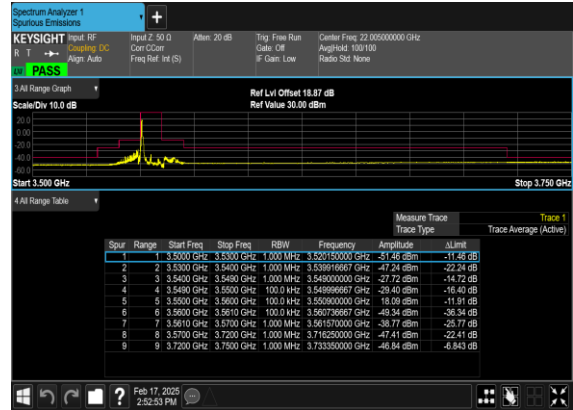 Spectrum Analyzer 1
Spurious Emissions
KEYSIGHT Input: RF Input Z: 50 Ω Atten: 20 dB Trig: Free Run Center Freq: 22.005000000 GHz
R T Coupling: DC Corr CCorr Gate: Off Avg|Hold: 100/100
Align: Auto Freq Ref: Int (S) IF Gain: Low Radio Std: None
PASS
3 All Range Graph
Ref Lvl Offset 18.87 dB
Scale/Div 10.0 dB Ref Value 30.00 dBm
20.0
0.00
-20.0
-40.0
-60.0
Start 3.500 GHz Stop 3.750 GHz
4 All Range Table
Measure Trace Trace 1
Trace Type Trace Average (Active)
Spur Range Start Freq Stop Freq RBW Frequency Amplitude ΔLimit
1 1 3.5000 GHz 3.5300 GHz 1.000 MHz 3.520150000 GHz -51.46 dBm -11.46 dB
2 2 3.5300 GHz 3.5400 GHz 1.000 MHz 3.539916667 GHz -47.24 dBm -22.24 dB
3 3 3.5400 GHz 3.5490 GHz 1.000 MHz 3.549000000 GHz -27.72 dBm -14.72 dB
4 4 3.5490 GHz 3.5500 GHz 100.0 kHz 3.549996667 GHz -29.40 dBm -16.40 dB
5 5 3.5500 GHz 3.5600 GHz 100.0 kHz 3.550900000 GHz 18.09 dBm -11.91 dB
6 6 3.5600 GHz 3.5610 GHz 100.0 kHz 3.560736667 GHz -49.34 dBm -36.34 dB
7 7 3.5610 GHz 3.5700 GHz 1.000 MHz 3.561570000 GHz -38.77 dBm -25.77 dB
8 8 3.5700 GHz 3.7200 GHz 1.000 MHz 3.716250000 GHz -47.41 dBm -22.41 dB
9 9 3.7200 GHz 3.7500 GHz 1.000 MHz 3.733350000 GHz -46.84 dBm -6.843 dB
Feb 17, 2025
2:52:53 PM